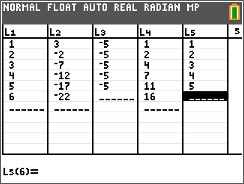 NORMAL FLOAT AUTO REAL RADIAN MP
L1 L2 L3 L4 L5 5
1 3 -5 1 1
2 -2 -5 2 2
3 -7 -5 4 3
4 -12 -5 7 4
5 -17 -5 11 5
6 -22 ------ 16 ------
------ ------ ------
L5(6)=